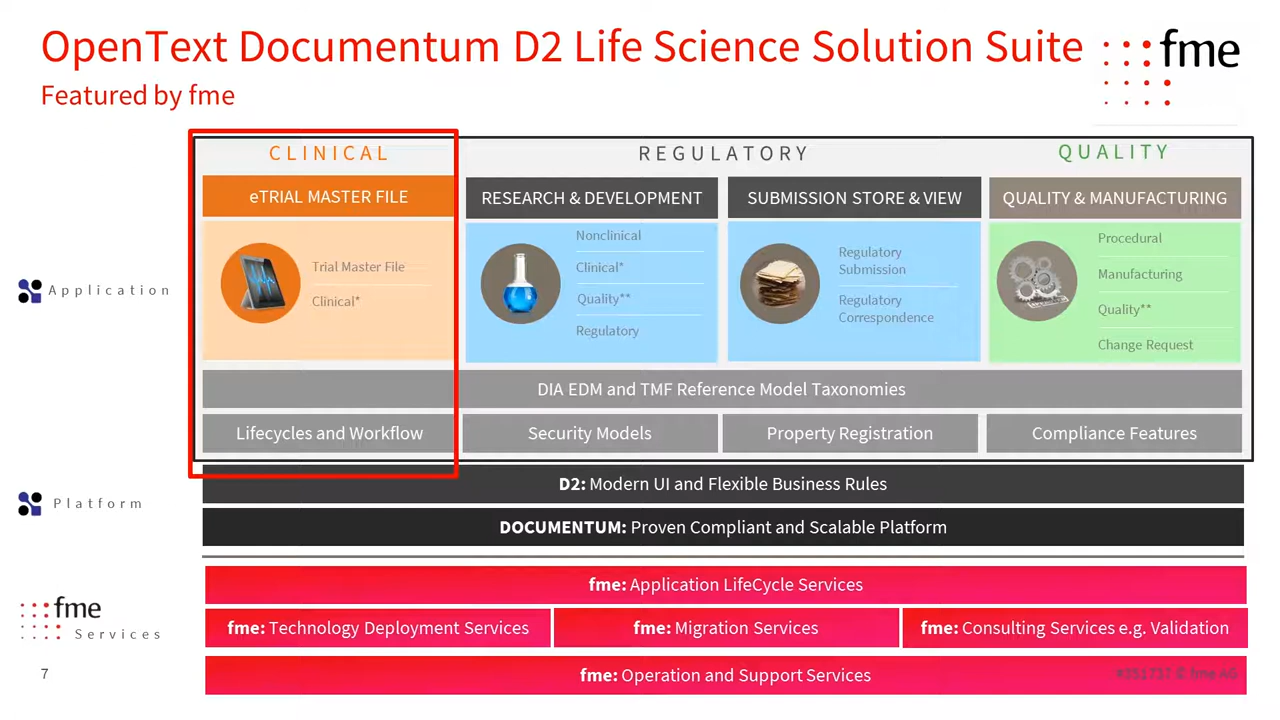 OpenText Documentum D2 Life Science Solution Suite
Featured by fme
fme
CLINICAL
REGULATORY
QUALITY
eTRIAL MASTER FILE
RESEARCH & DEVELOPMENT
SUBMISSION STORE & VIEW
QUALITY & MANUFACTURING
Application
Trial Master File
Clinical*
Nonclinical
Clinical*
Quality**
Regulatory
Regulatory
Submission
Regulatory
Correspondence
Procedural
Manufacturing
Quality**
Change Request
DIA EDM and TMF Reference Model Taxonomies
Lifecycles and Workflow
Security Models
Property Registration
Compliance Features
Platform
D2: Modern UI and Flexible Business Rules
DOCUMENTUM: Proven Compliant and Scalable Platform
fme
Services
fme: Application LifeCycle Services
fme: Technology Deployment Services
fme: Migration Services
fme: Consulting Services e.g. Validation
fme: Operation and Support Services
7
© fme AG